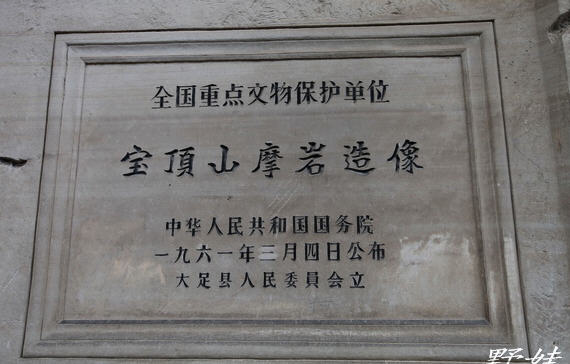 全国重点文物保护单位
宝頂山摩岩造像
中华人民共和国国务院
一九六一年三月四日公布
大足县人民委員会立
野娃